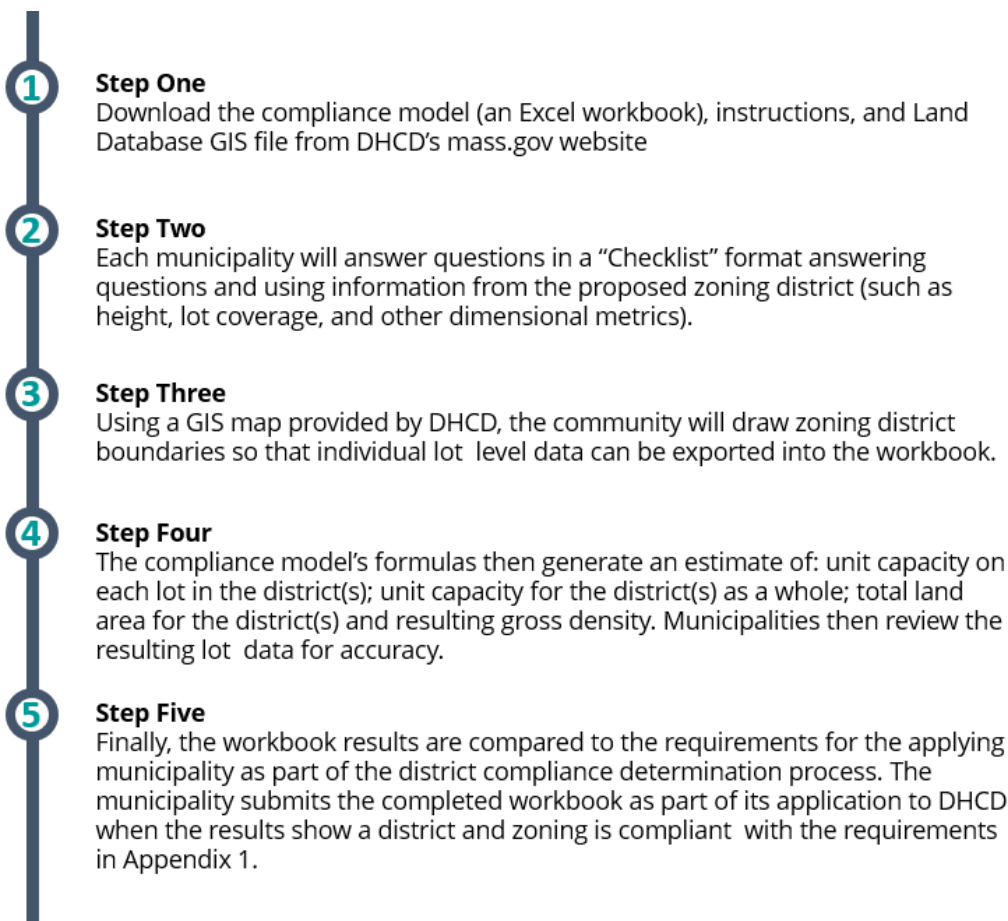 1
Step One
Download the compliance model (an Excel workbook), instructions, and Land
Database GIS file from DHCD’s mass.gov website
2
Step Two
Each municipality will answer questions in a “Checklist” format answering
questions and using information from the proposed zoning district (such as
height, lot coverage, and other dimensional metrics).
3
Step Three
Using a GIS map provided by DHCD, the community will draw zoning district
boundaries so that individual lot  level data can be exported into the workbook.
4
Step Four
The compliance model’s formulas then generate an estimate of: unit capacity on
each lot in the district(s); unit capacity for the district(s) as a whole; total land
area for the district(s) and resulting gross density. Municipalities then review the
resulting lot  data for accuracy.
5
Step Five
Finally, the workbook results are compared to the requirements for the applying
municipality as part of the district compliance determination process. The
municipality submits the completed workbook as part of its application to DHCD
when the results show a district and zoning is compliant  with the requirements
in Appendix 1.